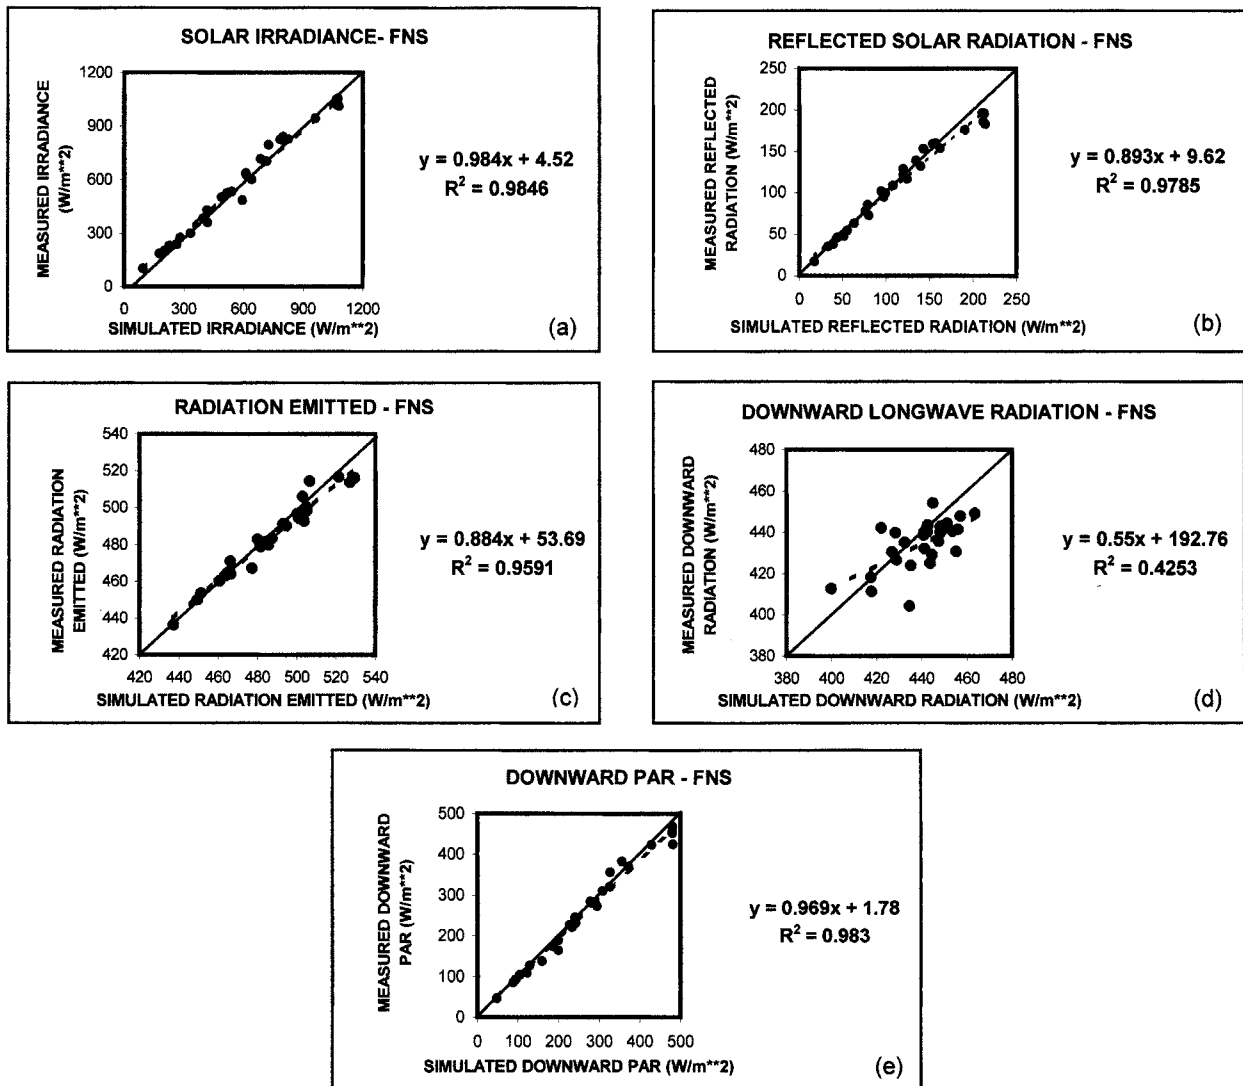 SOLAR IRRADIANCE- FNS
MEASURED IRRADIANCE
(W/m**2)
1200
900
600
300
0
0 300 600 900 1200
SIMULATED IRRADIANCE (W/m**2)
y = 0.984x + 4.52
R² = 0.9846
(a)
REFLECTED SOLAR RADIATION - FNS
MEASURED REFLECTED
RADIATION (W/m**2)
250
200
150
100
50
0
0 50 100 150 200 250
SIMULATED REFLECTED RADIATION (W/m**2)
y = 0.893x + 9.62
R² = 0.9785
(b)
RADIATION EMITTED - FNS
MEASURED RADIATION
EMITTED (W/m**2)
540
520
500
480
460
440
420
420 440 460 480 500 520 540
SIMULATED RADIATION EMITTED (W/m**2)
y = 0.884x + 53.69
R² = 0.9591
(c)
DOWNWARD LONGWAVE RADIATION - FNS
MEASURED DOWNWARD
RADIATION (W/m**2)
480
460
440
420
400
380
380 400 420 440 460 480
SIMULATED DOWNWARD RADIATION (W/m**2)
y = 0.55x + 192.76
R² = 0.4253
(d)
DOWNWARD PAR - FNS
MEASURED DOWNWARD
PAR (W/m**2)
500
400
300
200
100
0
0 100 200 300 400 500
SIMULATED DOWNWARD PAR (W/m**2)
y = 0.969x + 1.78
R² = 0.983
(e)